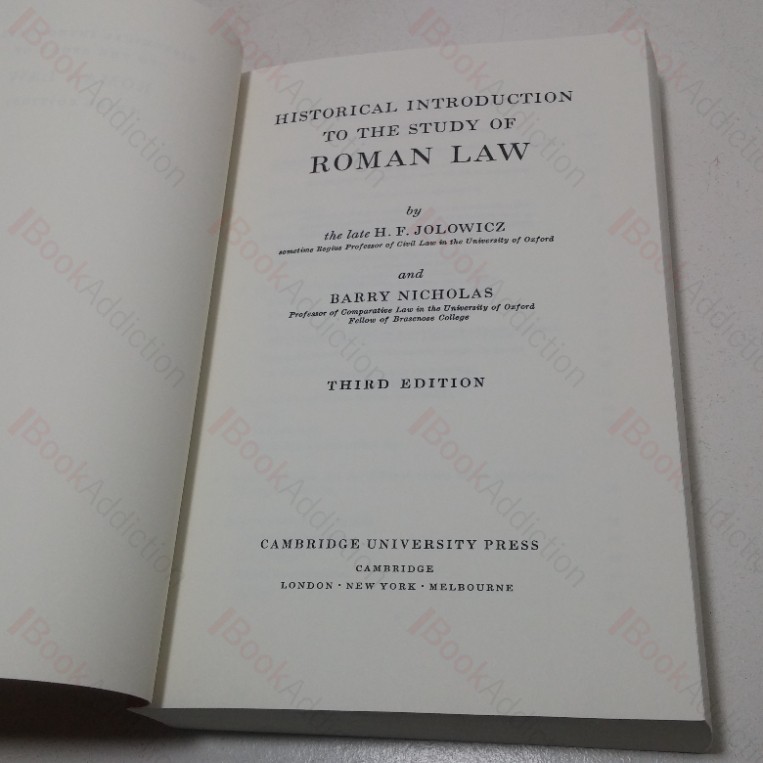 HISTORICAL INTRODUCTION
TO THE STUDY OF
ROMAN LAW
by
the late H. F. JOLOWICZ
sometime Regius Professor of Civil Law in the University of Oxford
and
BARRY NICHOLAS
Professor of Comparative Law in the University of Oxford
Fellow of Brasenose College
THIRD EDITION
CAMBRIDGE UNIVERSITY PRESS
CAMBRIDGE
LONDON · NEW YORK · MELBOURNE
BookAddiction